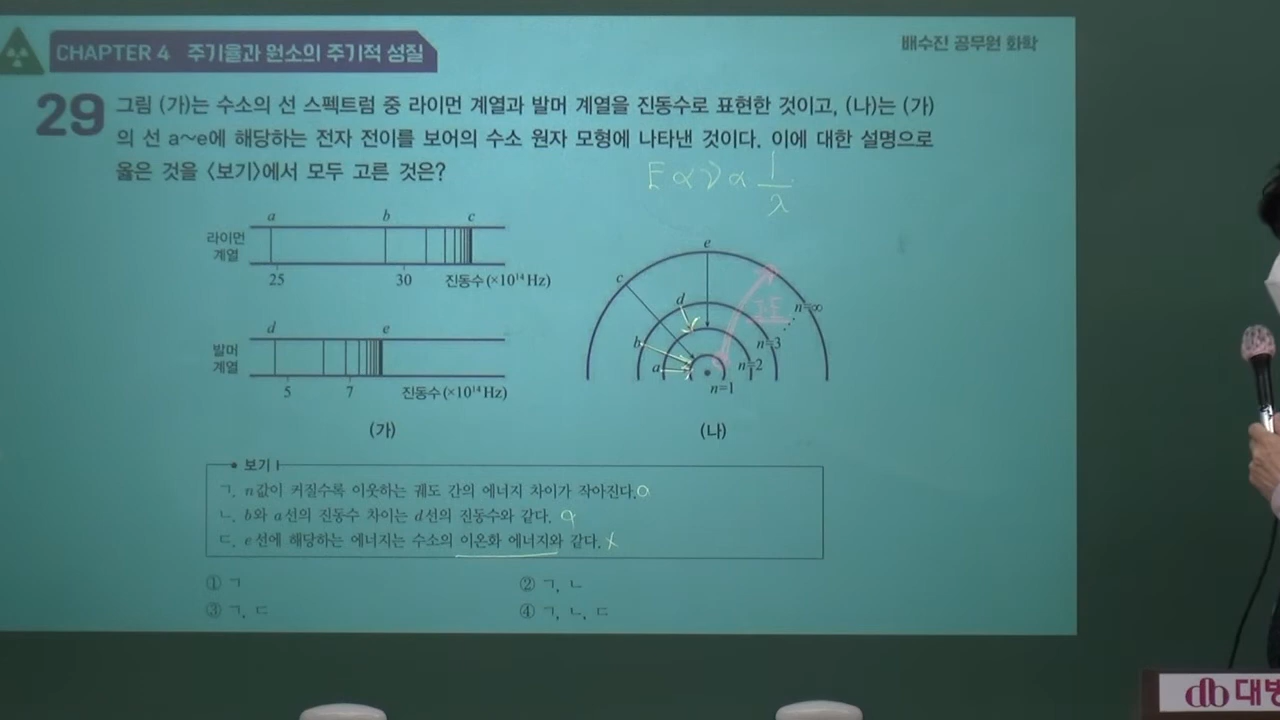 CHAPTER 4 주기율과 원소의 주기적 성질
배수진 공무원 화학
29 그림 (가)는 수소의 선 스펙트럼 중 라이먼 계열과 발머 계열을 진동수로 표현한 것이고, (나)는 (가)
의 선 a~e에 해당하는 전자 전이를 보어의 수소 원자 모형에 나타낸 것이다. 이에 대한 설명으로
옳은 것을 〈보기〉에서 모두 고른 것은?
E ∝ ν ∝ 1/λ
a b c
라이먼
계열
25 30 진동수(×10¹⁴ Hz)
d e
발머
계열
5 7 진동수(×10¹⁴ Hz)
(가)
e
c
d
n=∞
b
n=3
a
n=2
n=1
(나)
보기
ㄱ. n값이 커질수록 이웃하는 궤도 간의 에너지 차이가 작아진다. o
ㄴ. b와 a선의 진동수 차이는 d선의 진동수와 같다. o
ㄷ. e선에 해당하는 에너지는 수소의 이온화 에너지와 같다. x
① ㄱ ② ㄱ, ㄴ
③ ㄱ, ㄷ ④ ㄱ, ㄴ, ㄷ